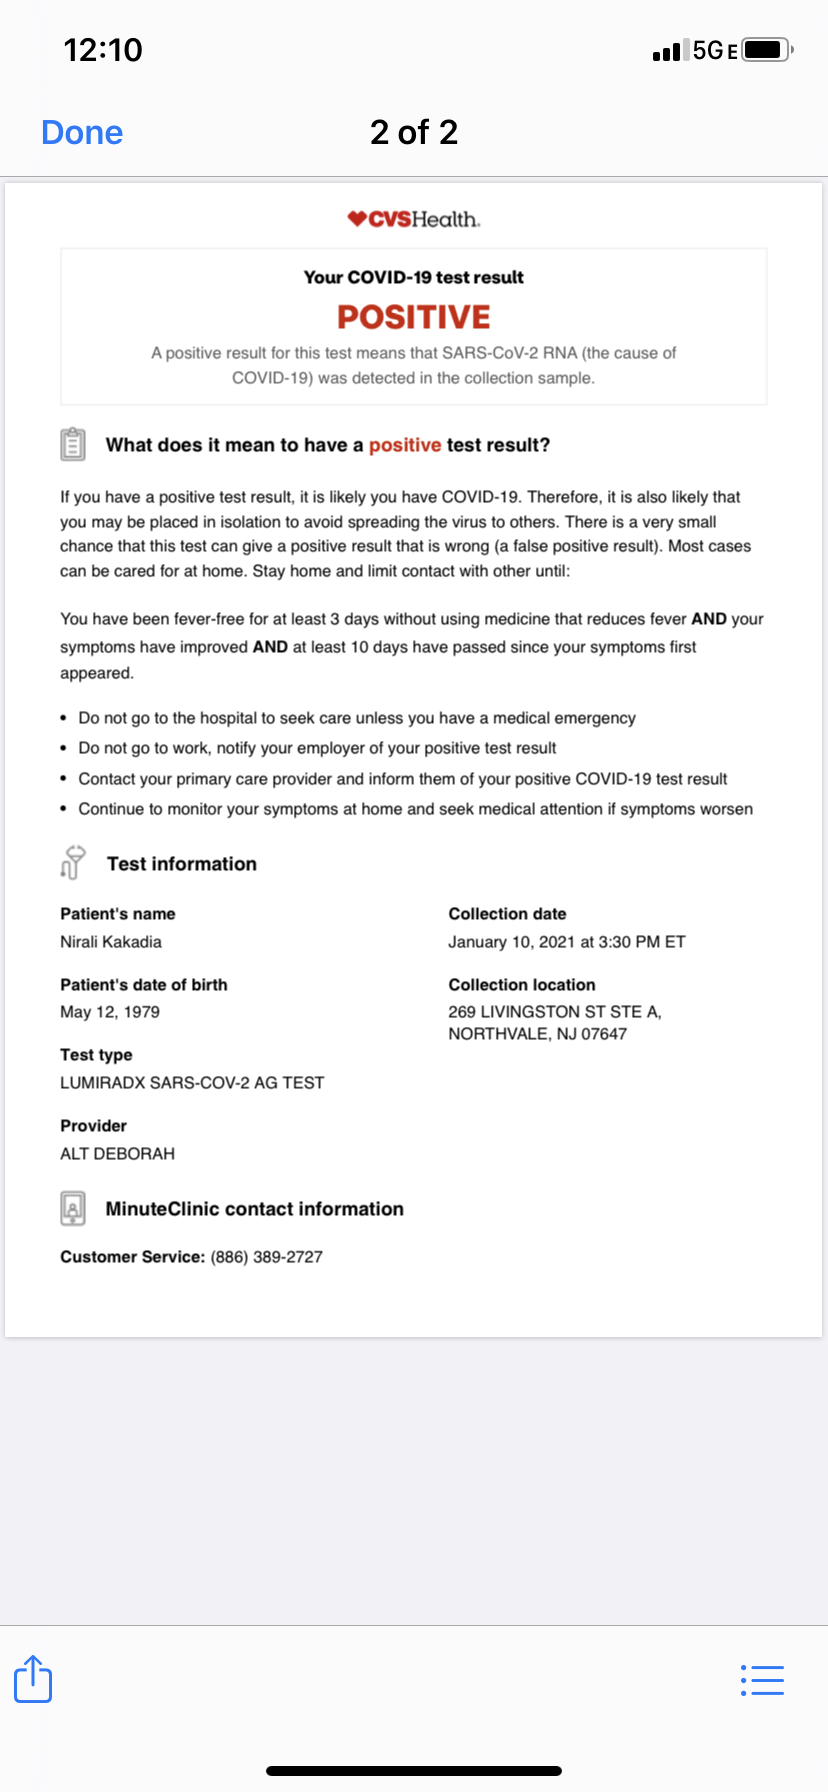 12:10
5GE
Done
2 of 2
CVSHealth.
Your COVID-19 test result
POSITIVE
A positive result for this test means that SARS-CoV-2 RNA (the cause of
COVID-19) was detected in the collection sample.
What does it mean to have a positive test result?
If you have a positive test result, it is likely you have COVID-19. Therefore, it is also likely that
you may be placed in isolation to avoid spreading the virus to others. There is a very small
chance that this test can give a positive result that is wrong (a false positive result). Most cases
can be cared for at home. Stay home and limit contact with other until:
You have been fever-free for at least 3 days without using medicine that reduces fever AND your
symptoms have improved AND at least 10 days have passed since your symptoms first
appeared.
• Do not go to the hospital to seek care unless you have a medical emergency
• Do not go to work, notify your employer of your positive test result
• Contact your primary care provider and inform them of your positive COVID-19 test result
• Continue to monitor your symptoms at home and seek medical attention if symptoms worsen
Test information
Patient's name
Nirali Kakadia
Patient's date of birth
May 12, 1979
Test type
LUMIRADX SARS-COV-2 AG TEST
Provider
ALT DEBORAH
Collection date
January 10, 2021 at 3:30 PM ET
Collection location
269 LIVINGSTON ST STE A,
NORTHVALE, NJ 07647
MinuteClinic contact information
Customer Service: (886) 389-2727